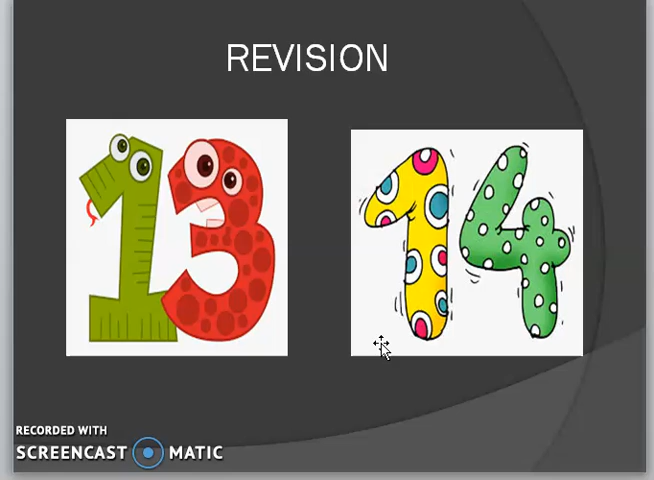 REVISION
13
14
RECORDED WITH
SCREENCAST MATIC